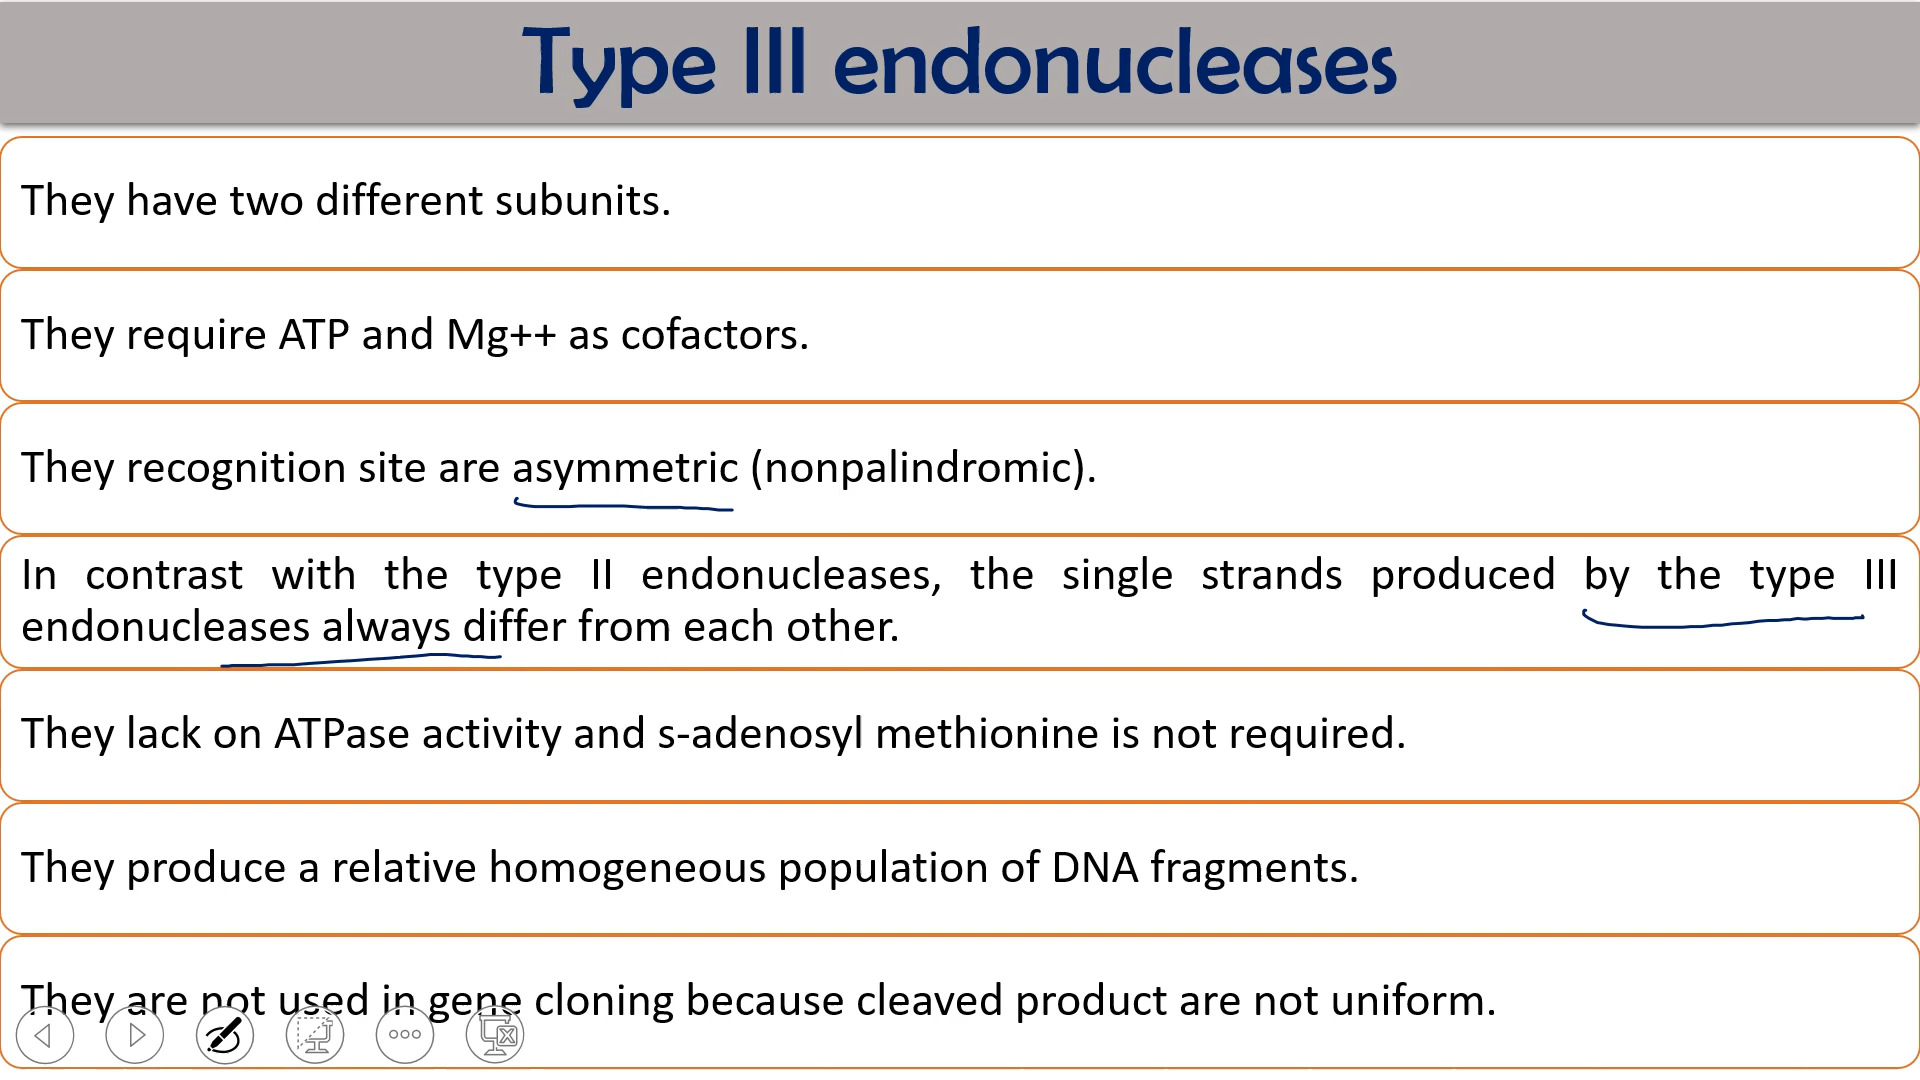 Type III endonucleases
They have two different subunits.
They require ATP and Mg++ as cofactors.
They recognition site are asymmetric (nonpalindromic).
In contrast with the type II endonucleases, the single strands produced by the type III
endonucleases always differ from each other.
They lack on ATPase activity and s-adenosyl methionine is not required.
They produce a relative homogeneous population of DNA fragments.
They are not used in gene cloning because cleaved product are not uniform.